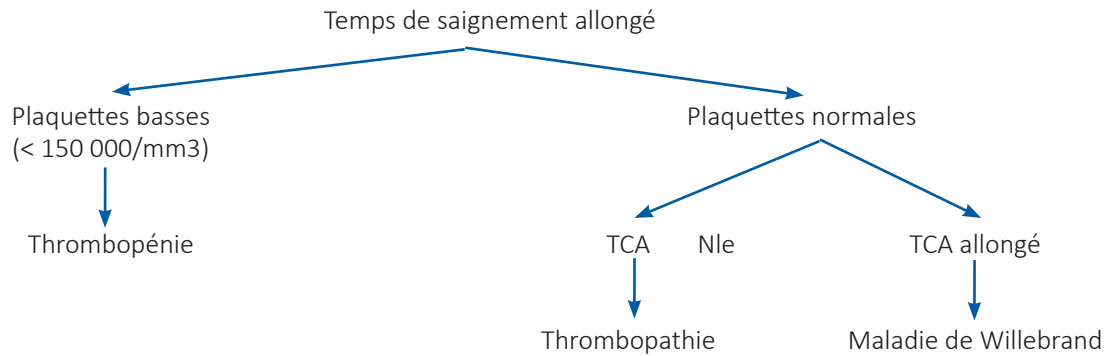 Temps de saignement allongé
Plaquettes basses
(< 150 000/mm3)
Plaquettes normales
Thrombopénie
TCA Nle
TCA allongé
Thrombopathie
Maladie de Willebrand